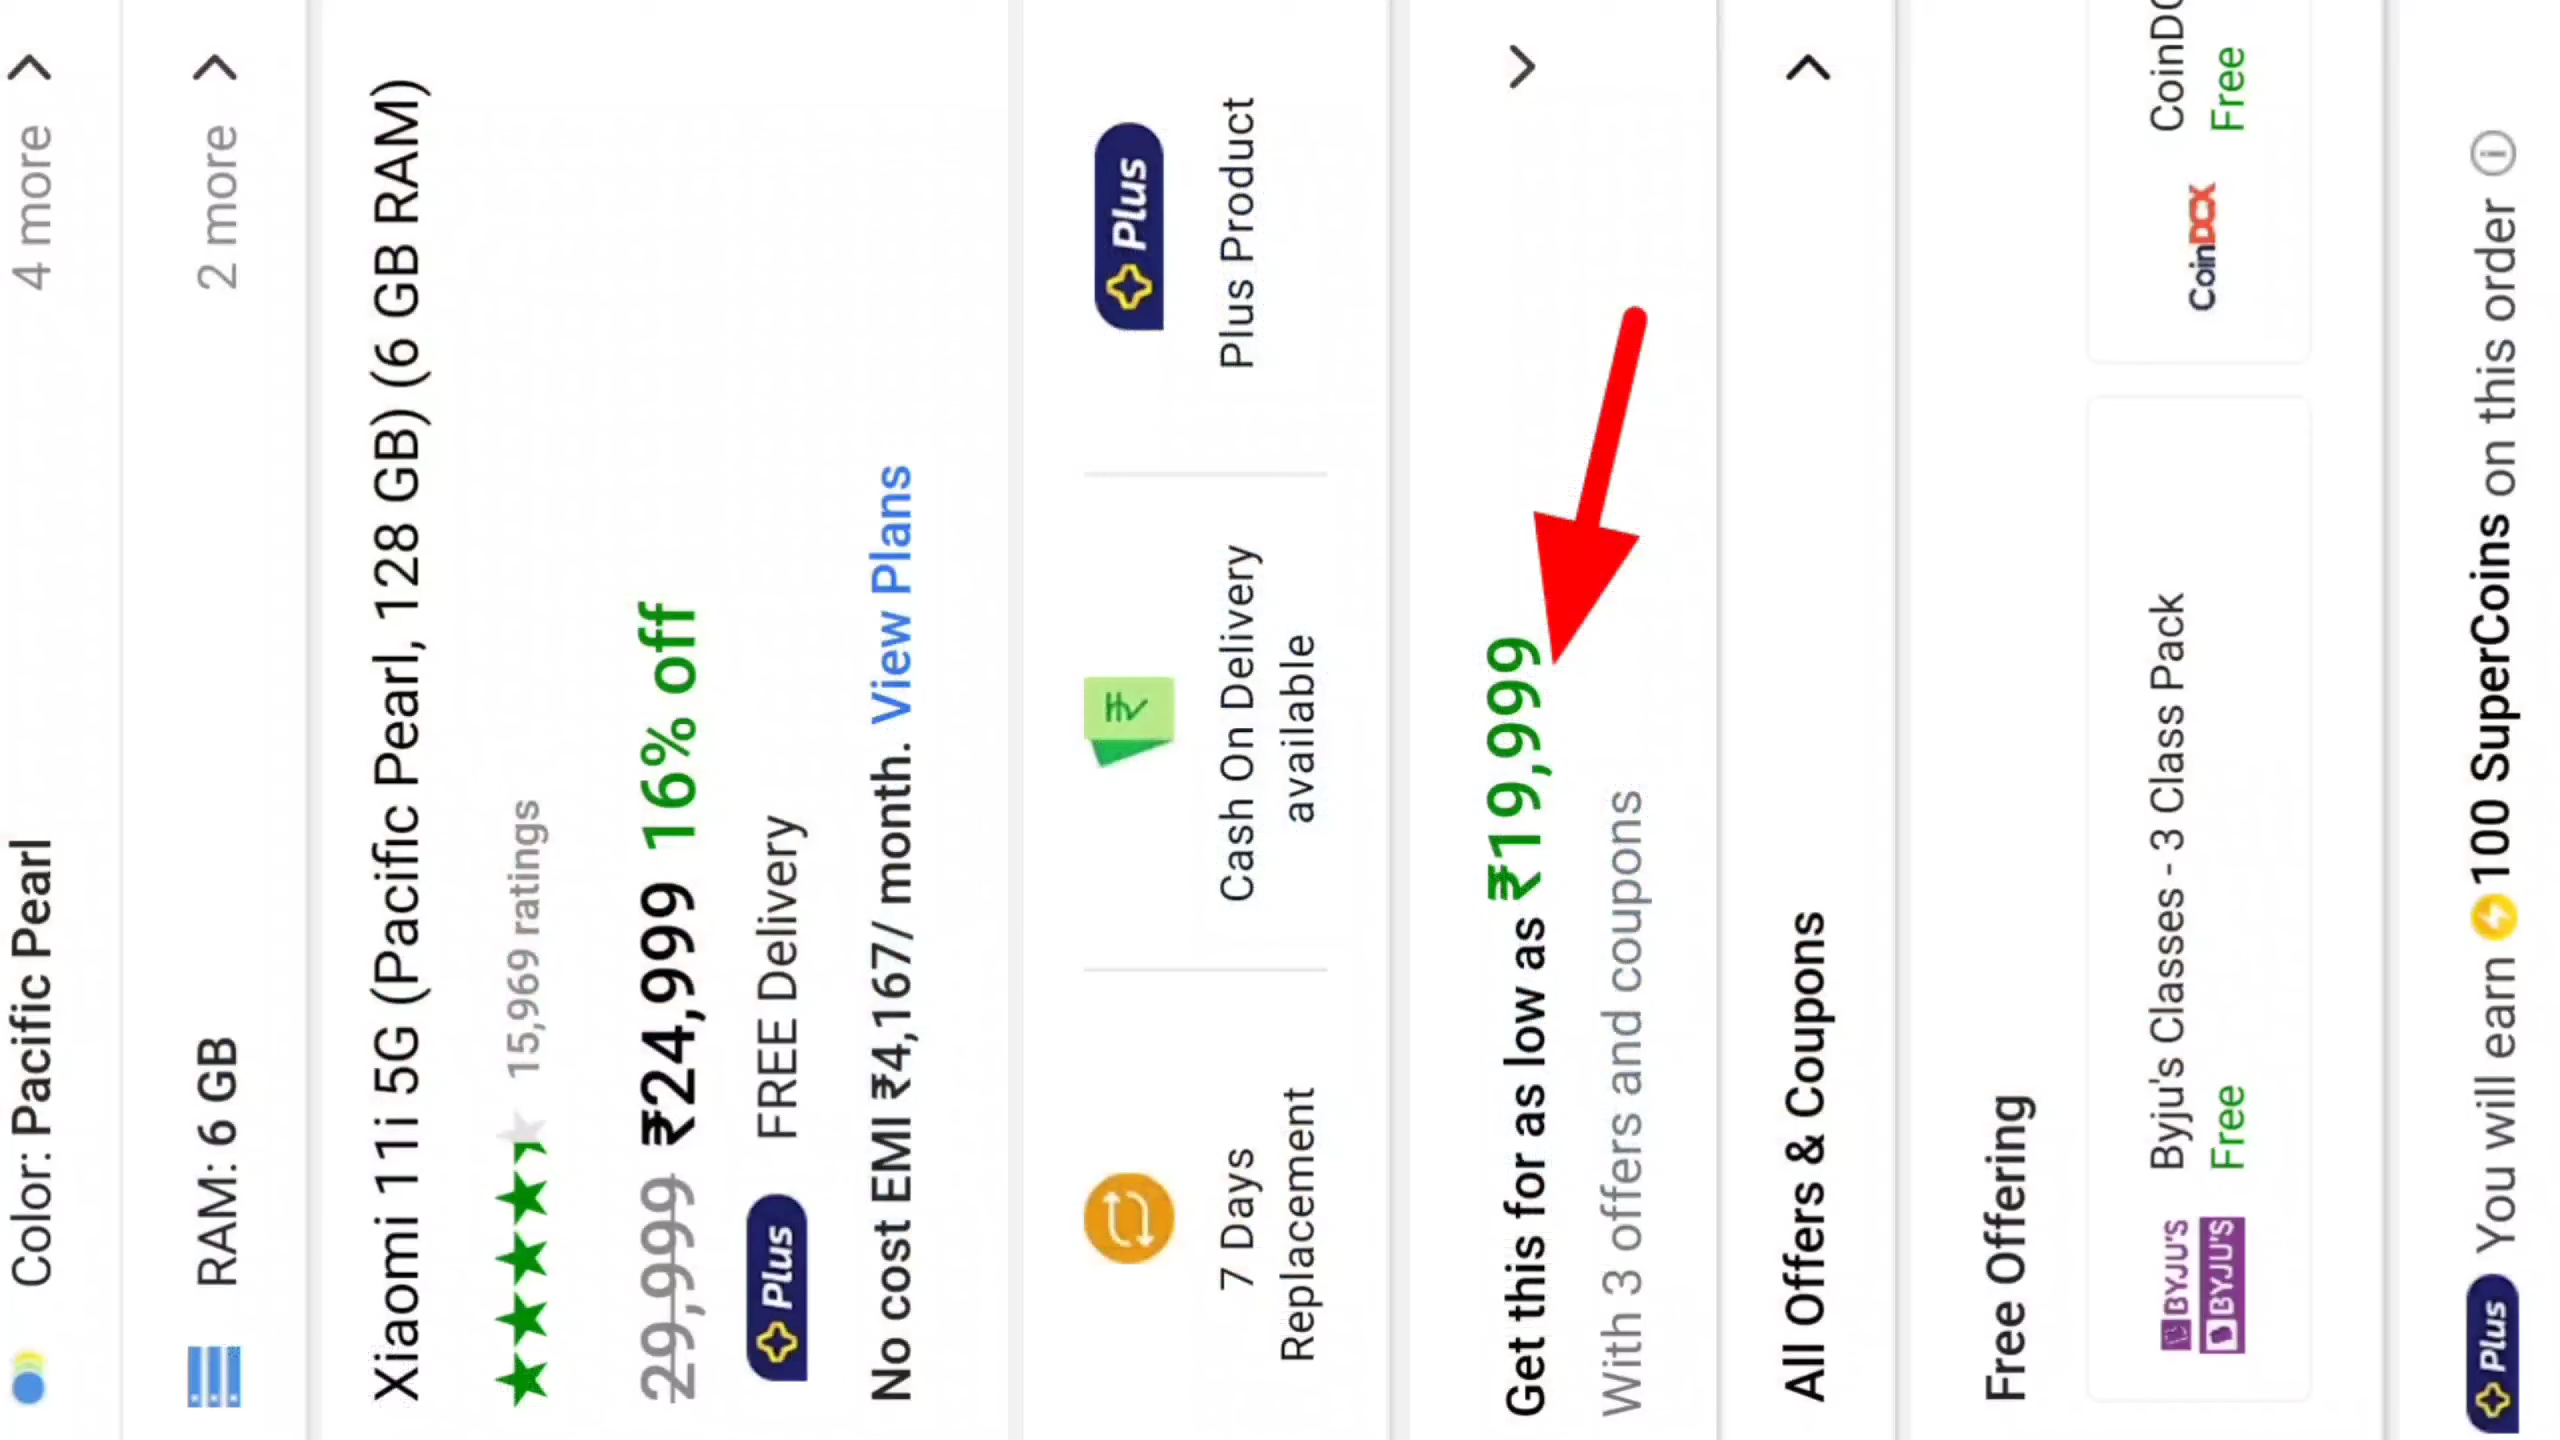 Color: Pacific Pearl 4 more
RAM: 6 GB 2 more
Xiaomi 11i 5G (Pacific Pearl, 128 GB) (6 GB RAM)
15,969 ratings
29,999 ₹24,999 16% off
Plus FREE Delivery
No cost EMI ₹4,167/ month. View Plans
7 Days
Replacement
₹
Cash On Delivery
available
Plus
Plus Product
Get this for as low as ₹19,999
With 3 offers and coupons
All Offers & Coupons
Free Offering
BYJU'S
BYJU'S
Byju's Classes - 3 Class Pack
Free
CoinDCX
Free
Plus You will earn 100 SuperCoins on this order